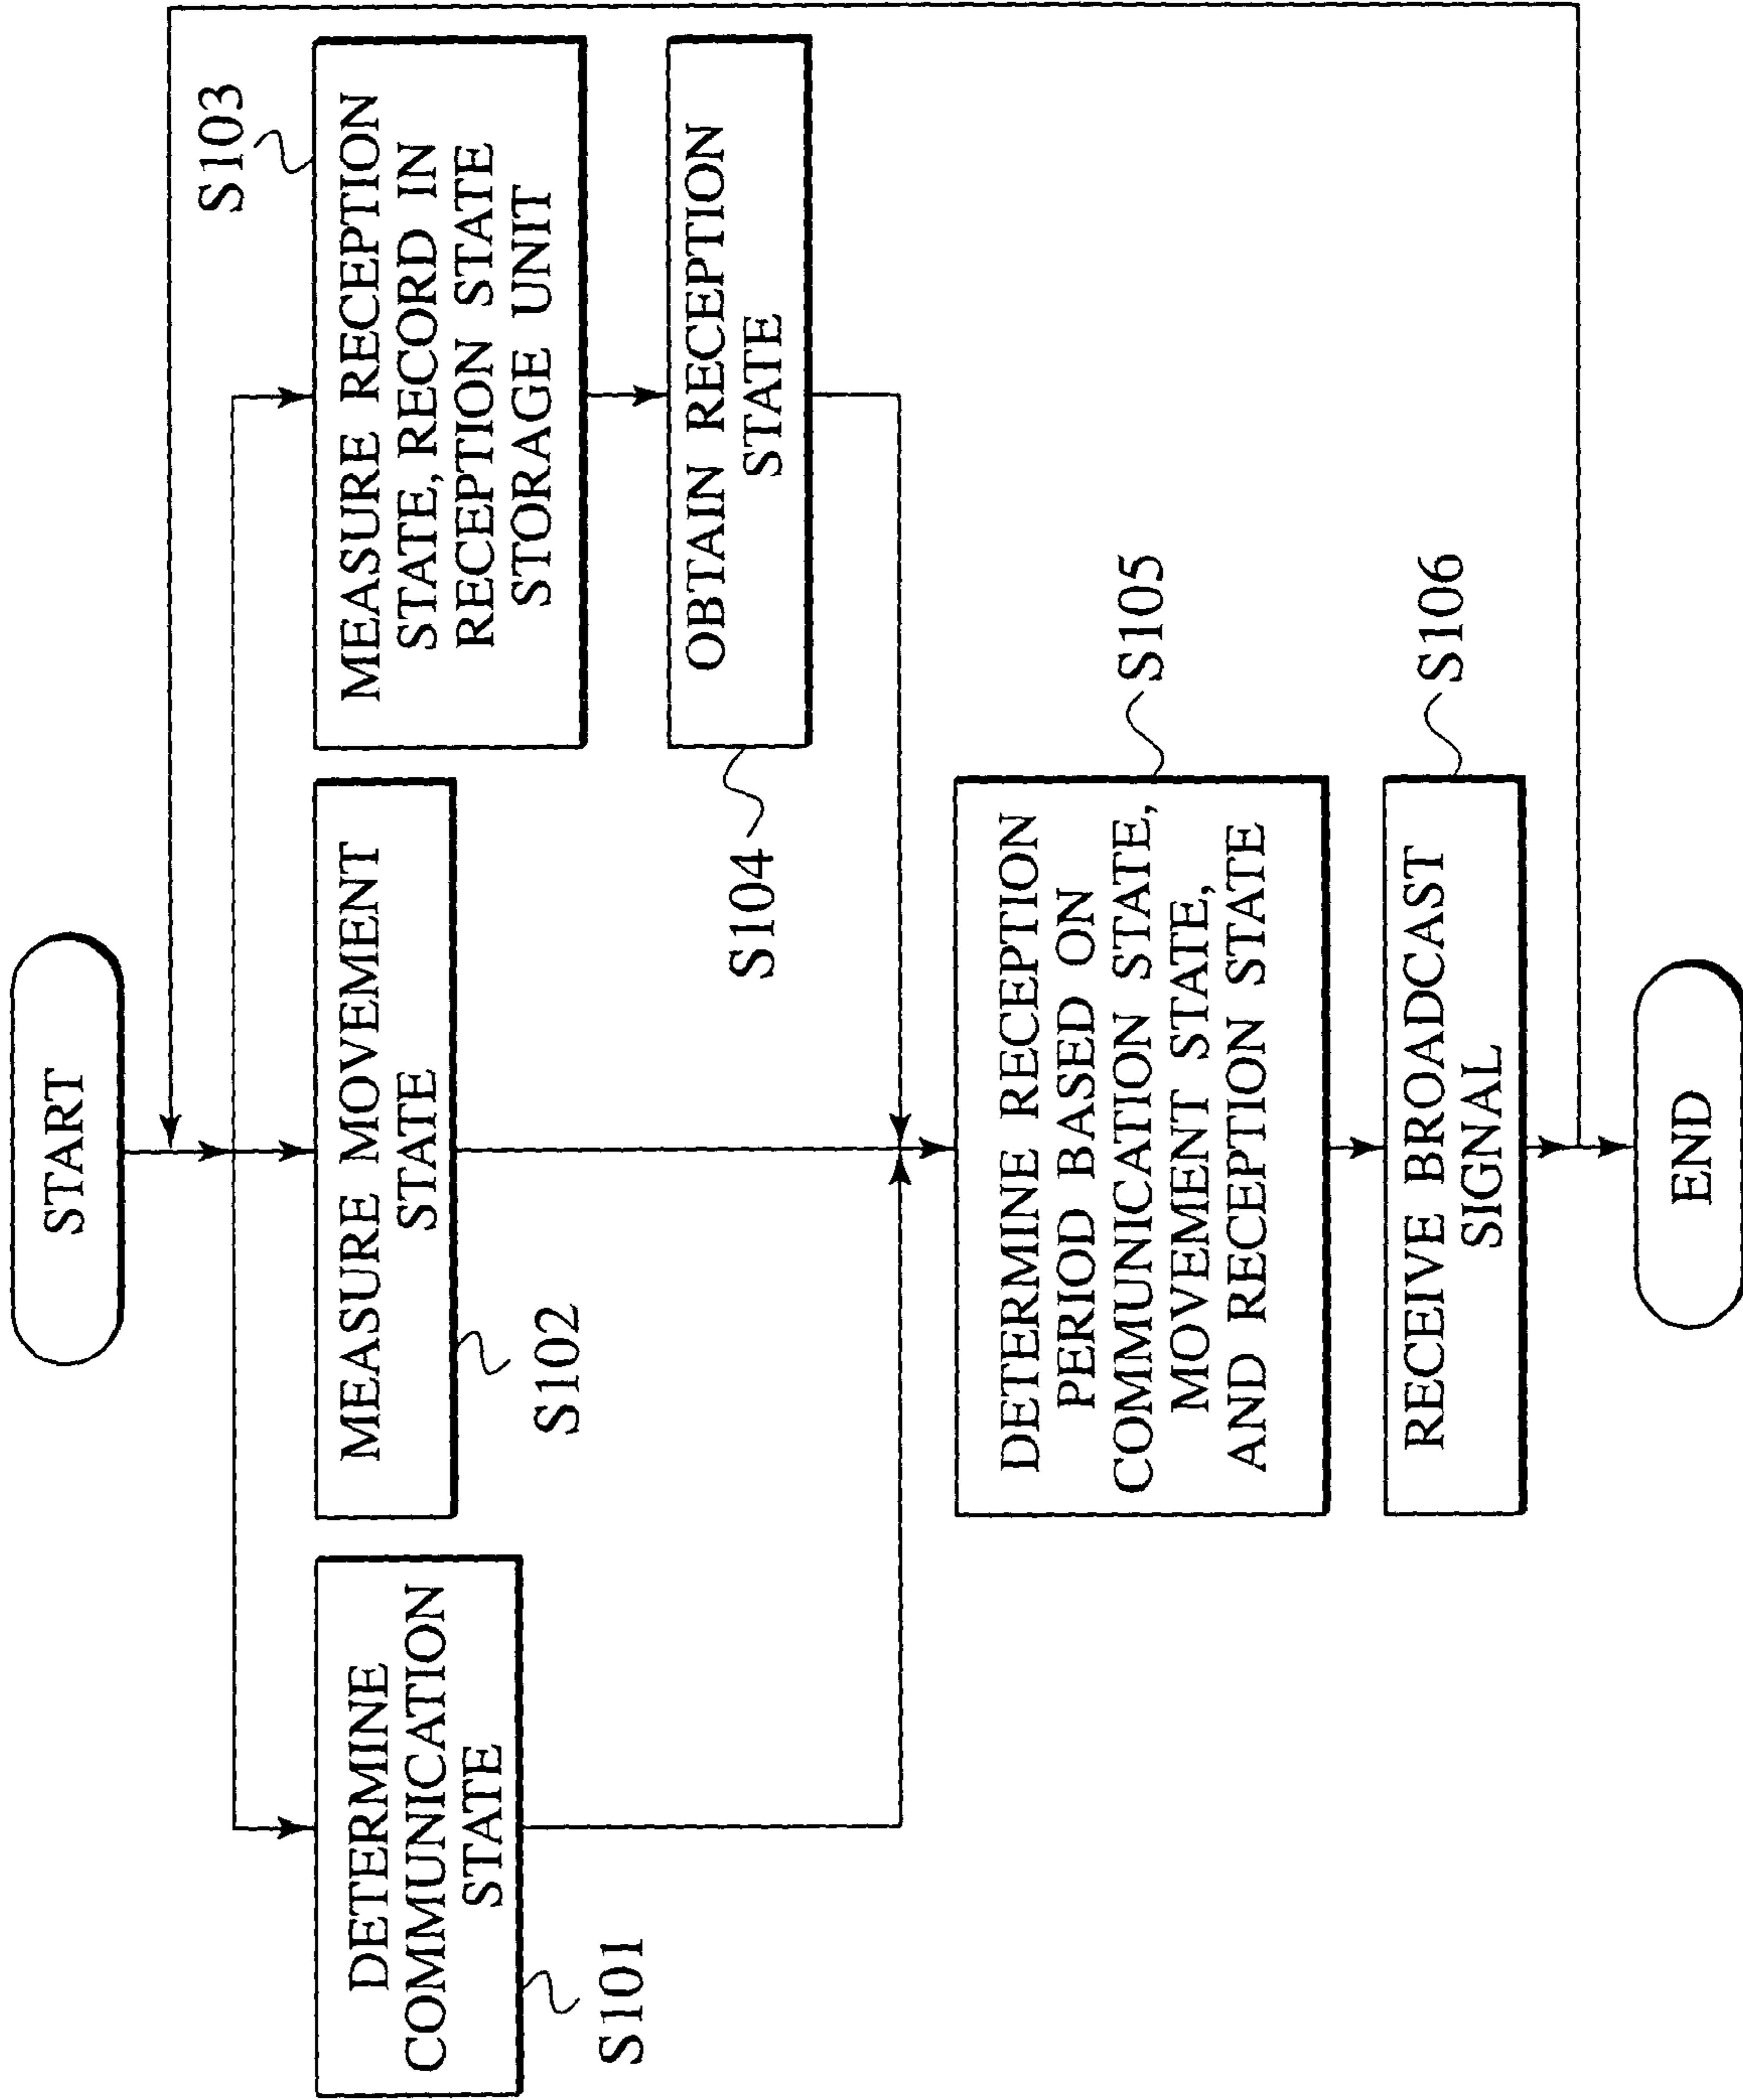 START
DETERMINE
COMMUNICATION
STATE
S101
MEASURE MOVEMENT
STATE
S102
MEASURE RECEPTION
STATE, RECORD IN
RECEPTION STATE
STORAGE UNIT
S103
OBTAIN RECEPTION
STATE
S104
DETERMINE RECEPTION
PERIOD BASED ON
COMMUNICATION STATE,
MOVEMENT STATE,
AND RECEPTION STATE
S105
RECEIVE BROADCAST
SIGNAL
S106
END